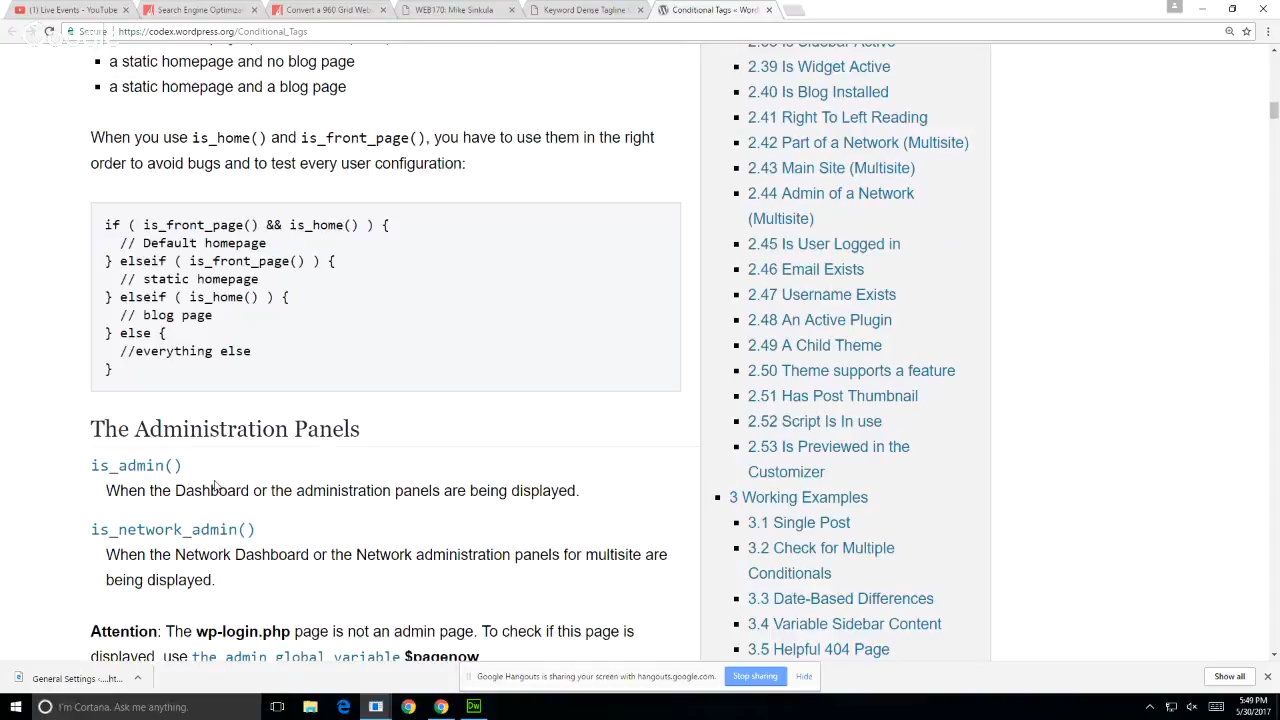 (1) Live Events - YouTub
Search Engine Optimiza
Convert a 960 Grid Web
WEB170: Mike Sinkula
Keyword Dense Tagline
Conditional Tags < Wor
Secure
https://codex.wordpress.org/Conditional_Tags
a static homepage and no blog page
a static homepage and a blog page
When you use is_home() and is_front_page(), you have to use them in the right
order to avoid bugs and to test every user configuration:
if ( is_front_page() && is_home() ) {
// Default homepage
} elseif ( is_front_page() ) {
// static homepage
} elseif ( is_home() ) {
// blog page
} else {
//everything else
}
The Administration Panels
is_admin()
When the Dashboard or the administration panels are being displayed.
is_network_admin()
When the Network Dashboard or the Network administration panels for multisite are
being displayed.
Attention: The wp-login.php page is not an admin page. To check if this page is
displayed, use the admin global variable $pagenow.
2.39 Is Widget Active
2.40 Is Blog Installed
2.41 Right To Left Reading
2.42 Part of a Network (Multisite)
2.43 Main Site (Multisite)
2.44 Admin of a Network
(Multisite)
2.45 Is User Logged in
2.46 Email Exists
2.47 Username Exists
2.48 An Active Plugin
2.49 A Child Theme
2.50 Theme supports a feature
2.51 Has Post Thumbnail
2.52 Script Is In use
2.53 Is Previewed in the
Customizer
3 Working Examples
3.1 Single Post
3.2 Check for Multiple
Conditionals
3.3 Date-Based Differences
3.4 Variable Sidebar Content
3.5 Helpful 404 Page
General Settings ‹...ht...
Google Hangouts is sharing your screen with hangouts.google.com.
Stop sharing
Hide
Show all
I'm Cortana. Ask me anything.
Dw
5:49 PM
5/30/2017